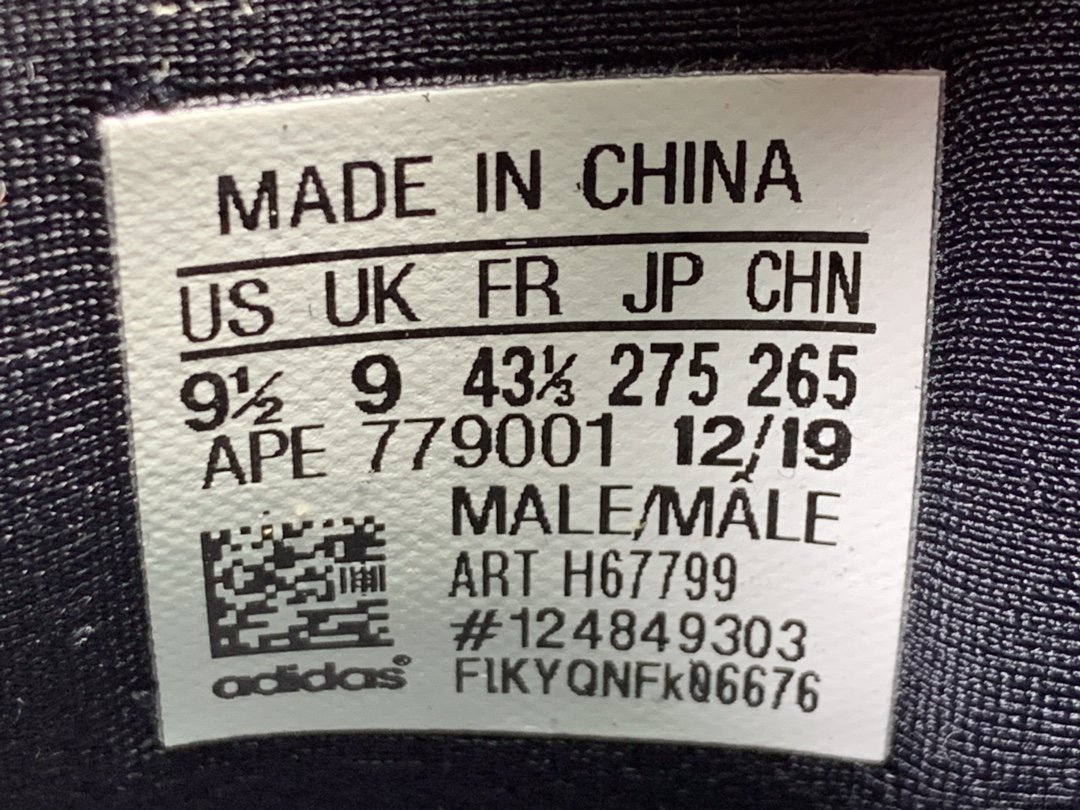 MADE IN CHINA
US UK FR JP CHN
9½ 9 43⅓ 275 265
APE 779001 12/19
MALE/MÂLE
ART H67799
#124849303
F1KYQNFk06676
adidas®